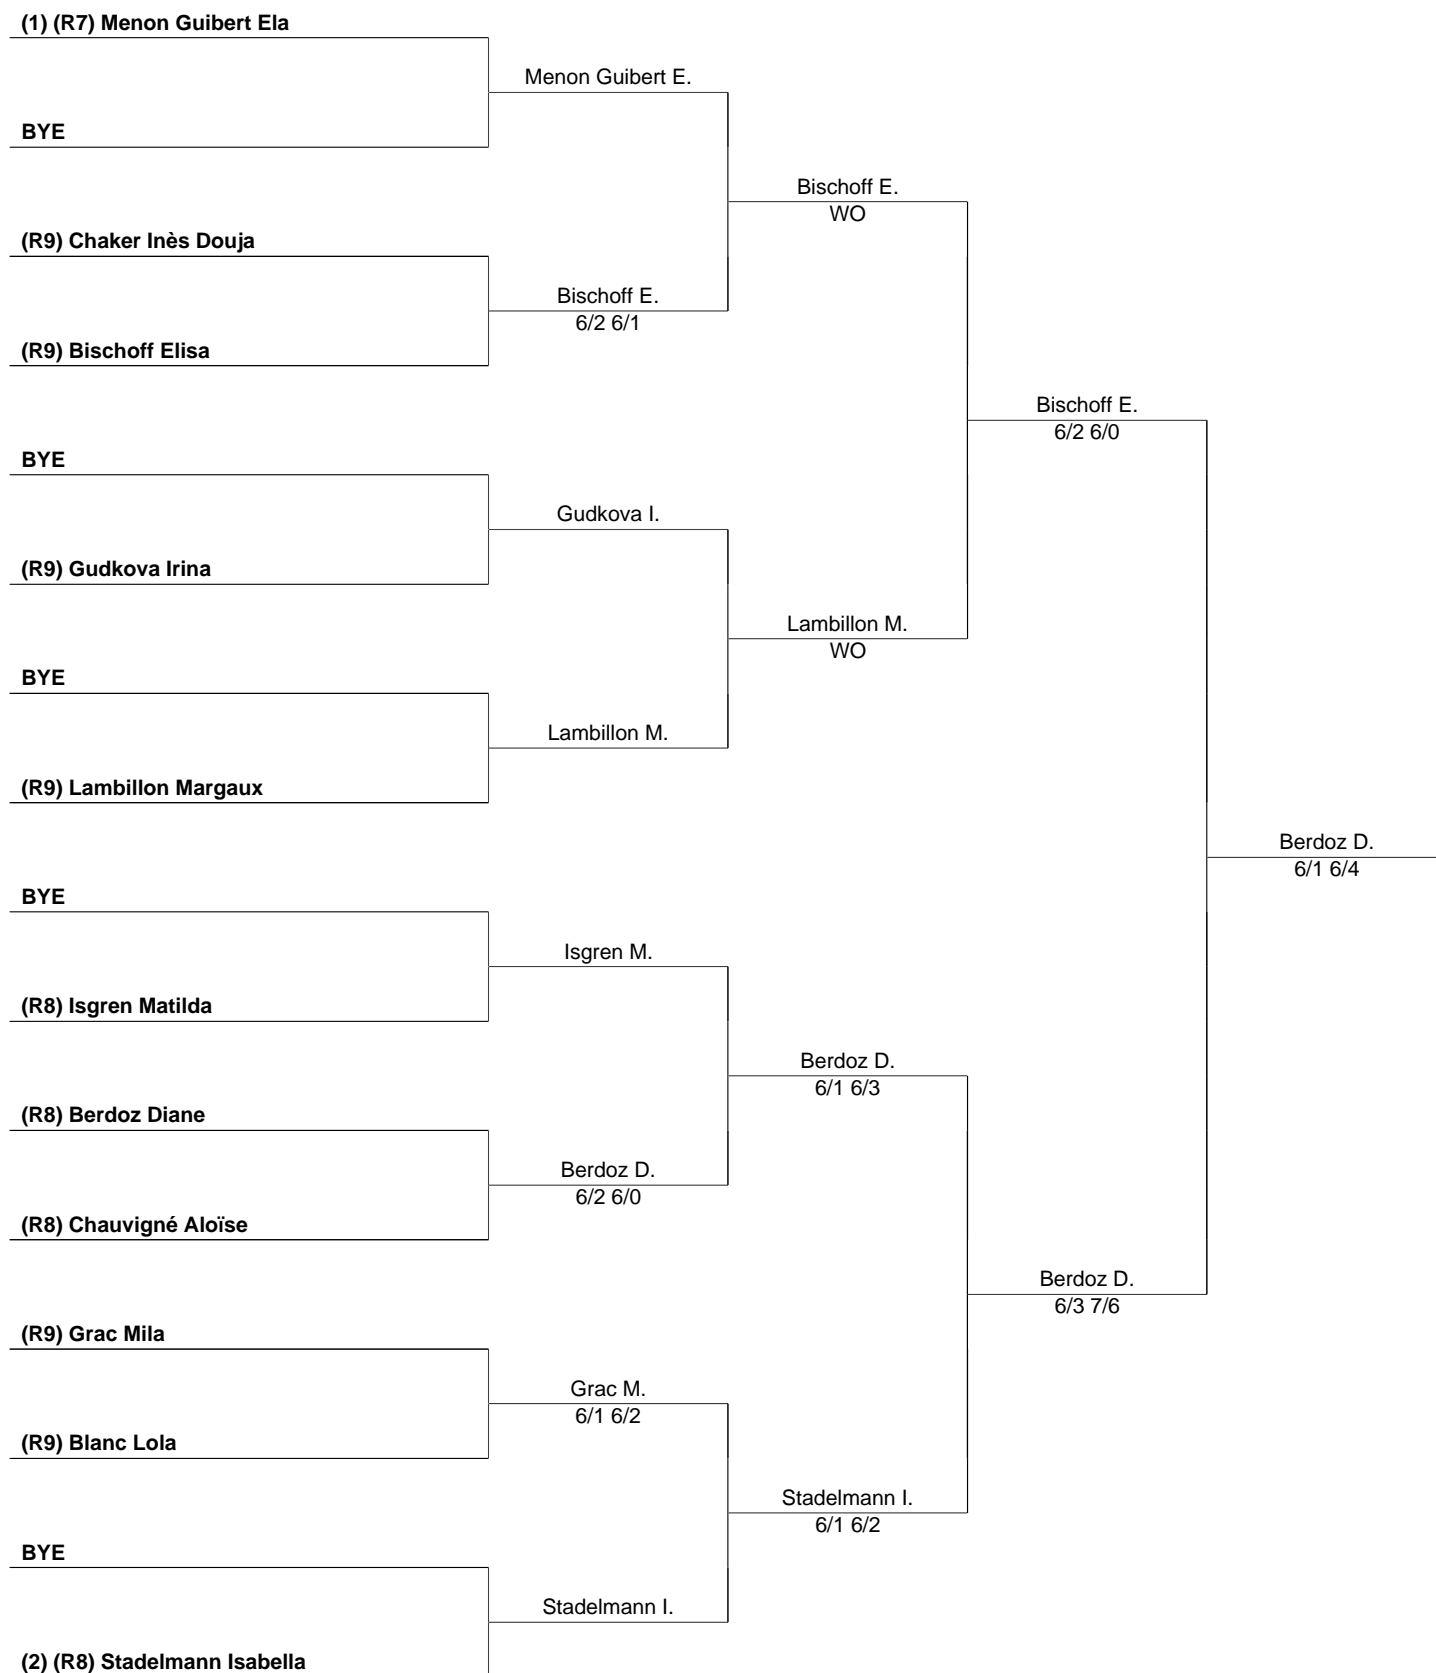 (1) (R7) Menon Guibert Ela
Menon Guibert E.
BYE
Bischoff E.
WO
(R9) Chaker Inès Douja
Bischoff E.
6/2 6/1
(R9) Bischoff Elisa
Bischoff E.
6/2 6/0
BYE
Gudkova I.
(R9) Gudkova Irina
Lambillon M.
WO
BYE
Lambillon M.
(R9) Lambillon Margaux
Berdoz D.
6/1 6/4
BYE
Isgren M.
(R8) Isgren Matilda
Berdoz D.
6/1 6/3
(R8) Berdoz Diane
Berdoz D.
6/2 6/0
(R8) Chauvigné Aloïse
Berdoz D.
6/3 7/6
(R9) Grac Mila
Grac M.
6/1 6/2
(R9) Blanc Lola
Stadelmann I.
6/1 6/2
BYE
Stadelmann I.
(2) (R8) Stadelmann Isabella